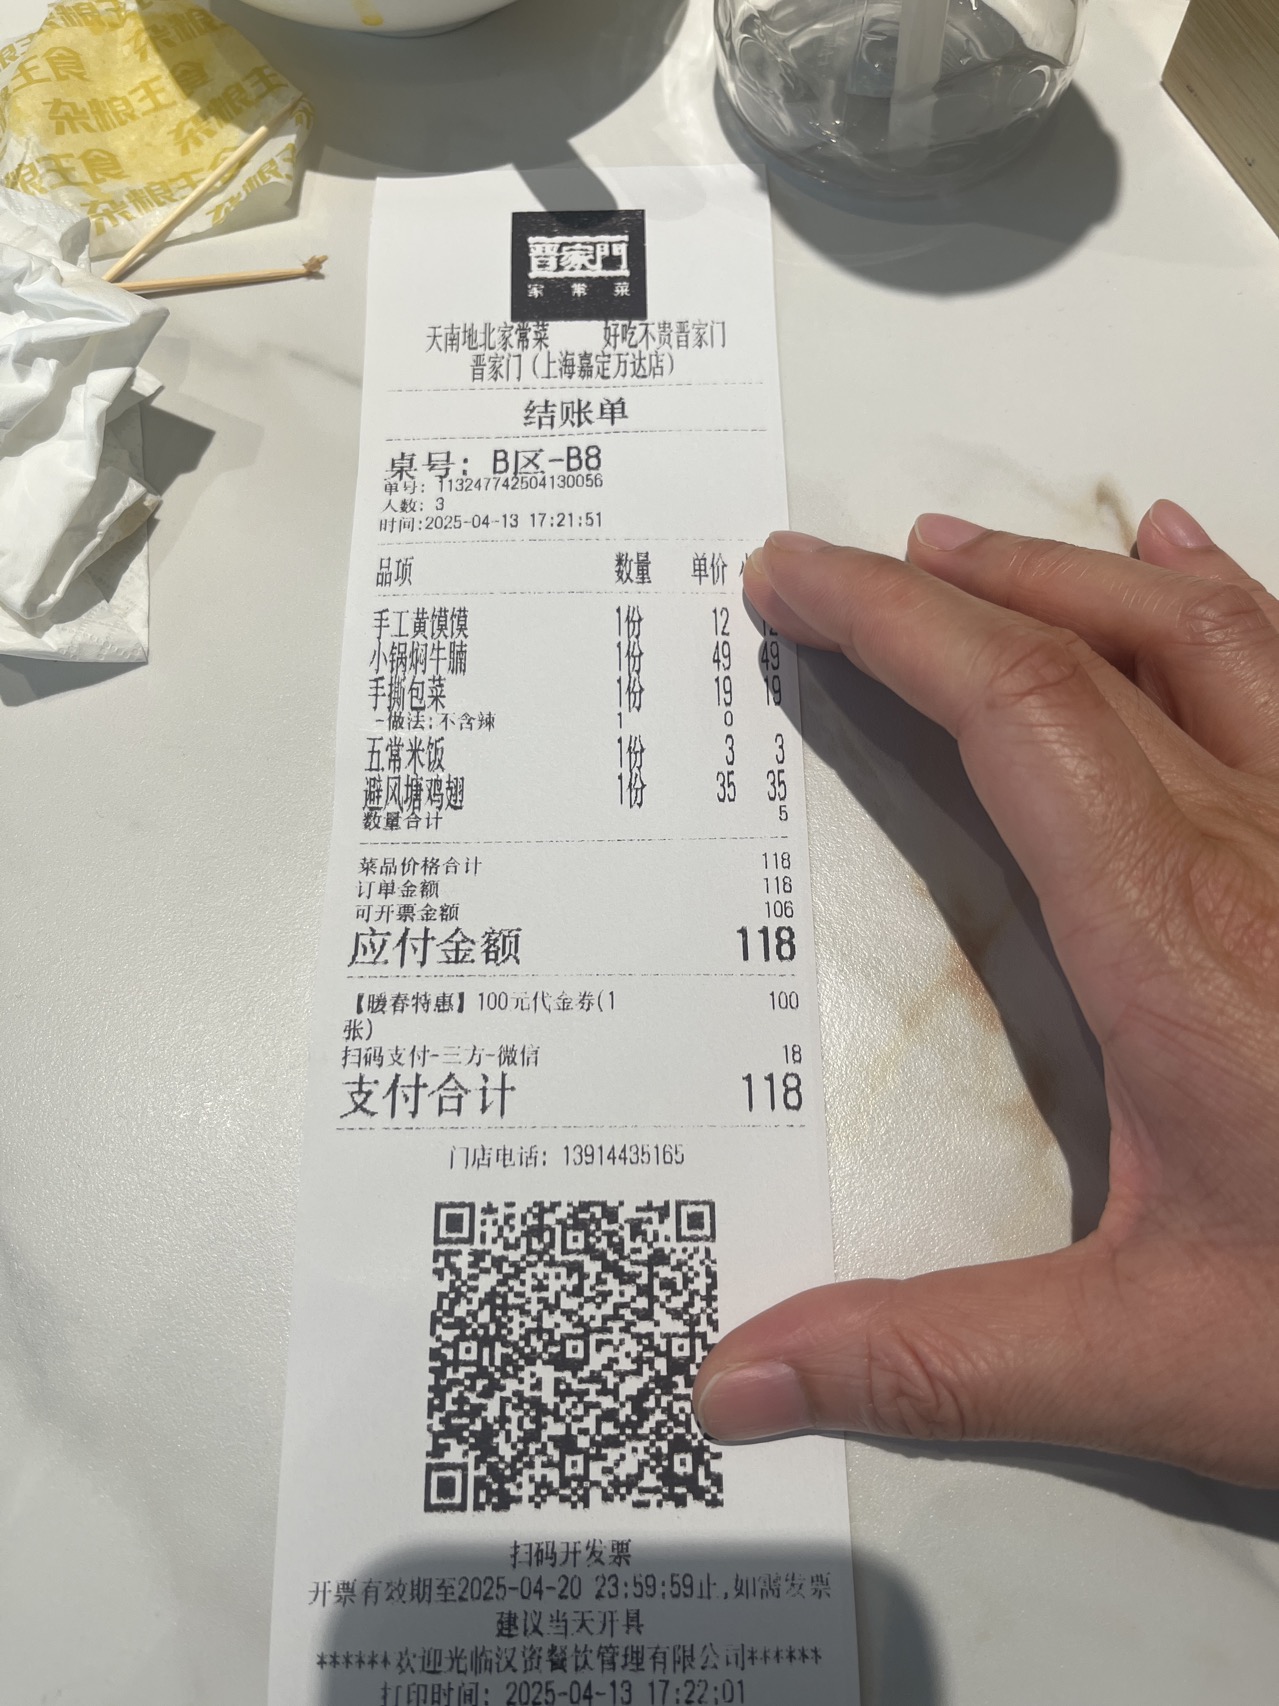 杂粮主食
杂粮主食
杂粮主食
晋家門
家常菜
天南地北家常菜 好吃不贵晋家门
晋家门（上海嘉定万达店）
结账单
桌号: B区-B8
单号: 113247742504130056
人数: 3
时间:2025-04-13 17:21:51
品项 数量 单价
手工黄馍馍 1份 12 12
小锅焖牛腩 1份 49 49
手撕包菜 1份 19 19
-做法:不含辣 1 0
五常米饭 1份 3 3
避风塘鸡翅 1份 35 35
数量合计 5
菜品价格合计 118
订单金额 118
可开票金额 106
应付金额 118
【暖春特惠】100元代金券(1 100
张)
扫码支付-三方-微信 18
支付合计 118
门店电话: 13914435165
扫码开发票
开票有效期至2025-04-20 23:59:59止,如需发票
建议当天开具
******欢迎光临汉资餐饮管理有限公司******
打印时间: 2025-04-13 17:22:01